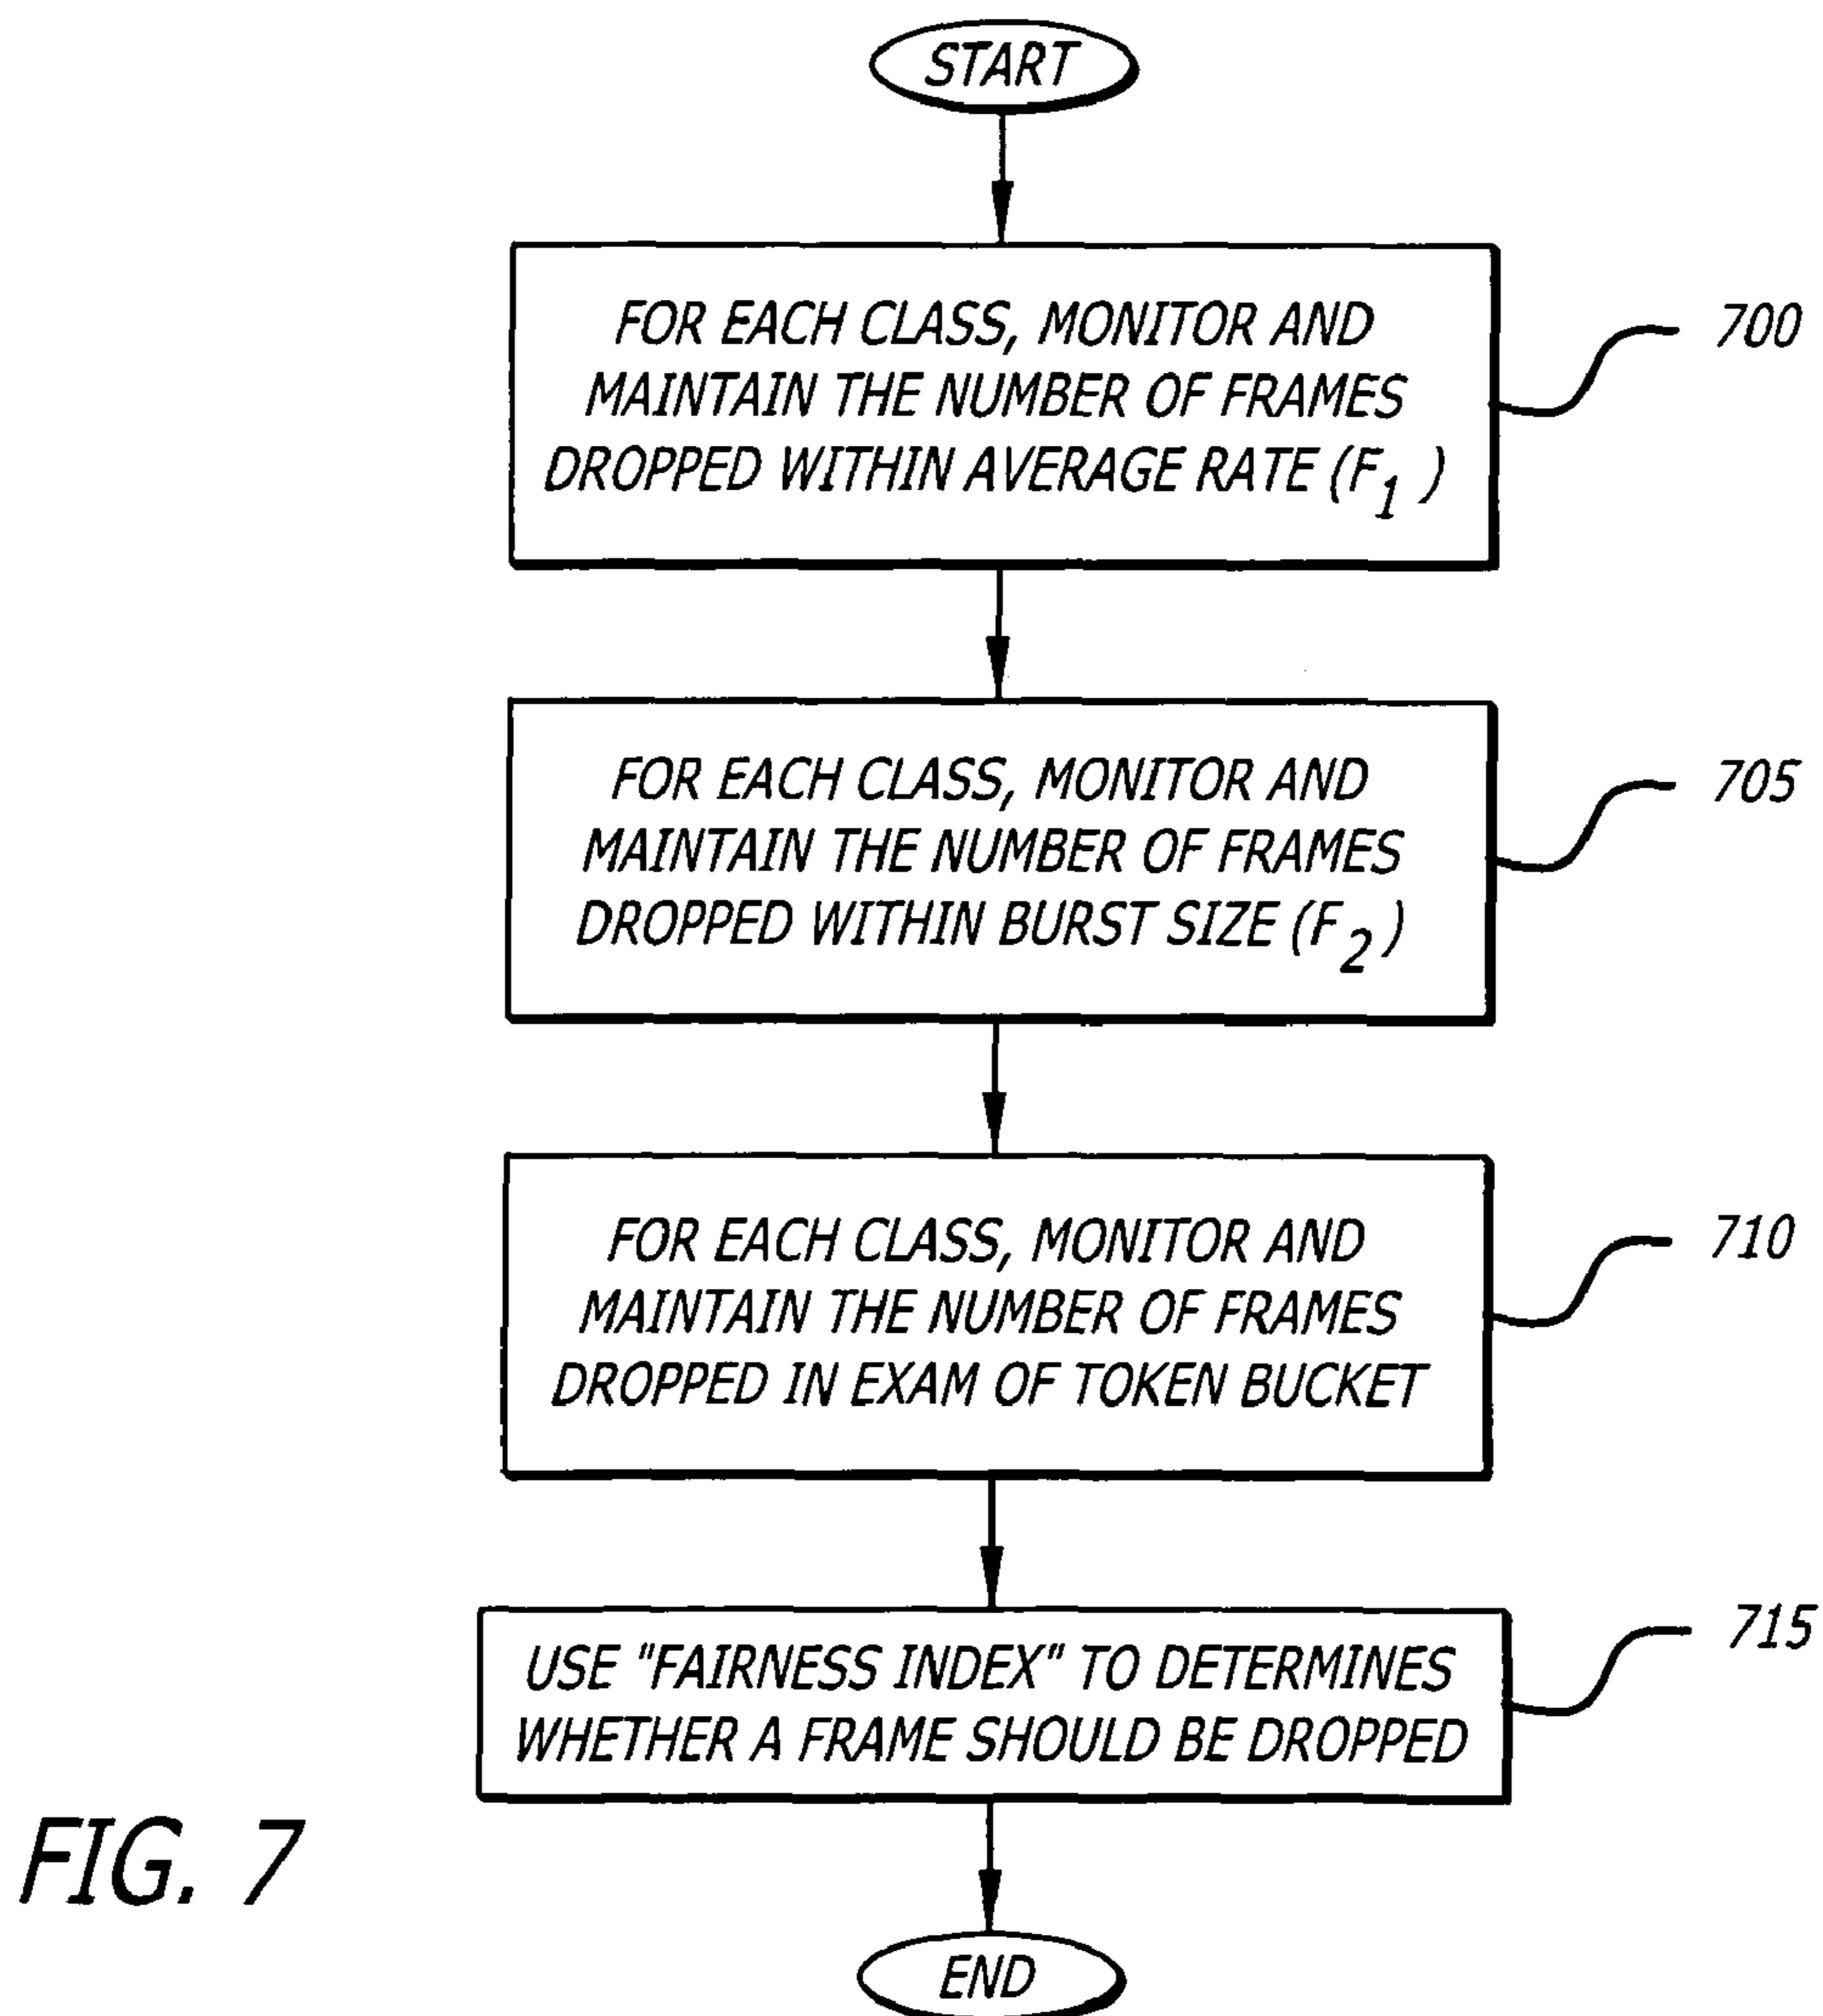 START
FOR EACH CLASS, MONITOR AND
MAINTAIN THE NUMBER OF FRAMES
DROPPED WITHIN AVERAGE RATE (F1)
700
FOR EACH CLASS, MONITOR AND
MAINTAIN THE NUMBER OF FRAMES
DROPPED WITHIN BURST SIZE (F2)
705
FOR EACH CLASS, MONITOR AND
MAINTAIN THE NUMBER OF FRAMES
DROPPED IN EXAM OF TOKEN BUCKET
710
USE "FAIRNESS INDEX" TO DETERMINES
WHETHER A FRAME SHOULD BE DROPPED
715
END
FIG. 7